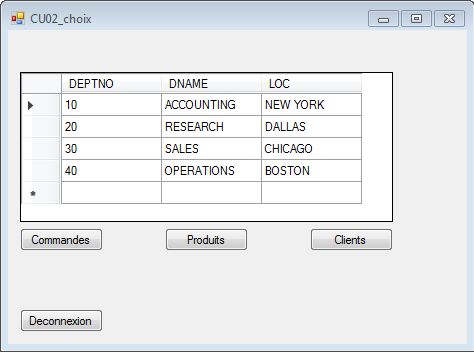 CU02_choix
DEPTNO DNAME LOC
10 ACCOUNTING NEW YORK
20 RESEARCH DALLAS
30 SALES CHICAGO
40 OPERATIONS BOSTON
*
Commandes Produits Clients
Deconnexion